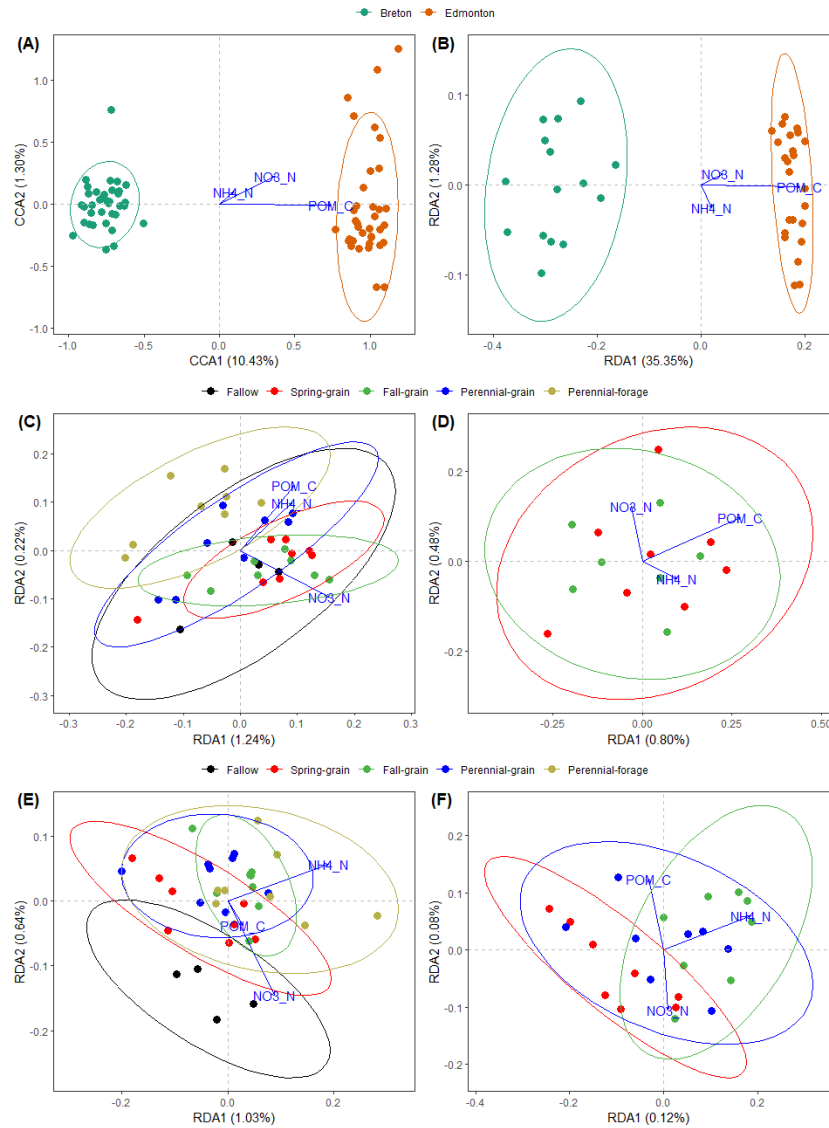 Breton Edmonton
(A) (B)
CCA2 (1.30%)
1.0
0.5
0.0
-0.5
-1.0
NO3_N
NH4_N
POM_C
-1.0 -0.5 0.0 0.5 1.0
CCA1 (10.43%)
RDA2 (1.28%)
0.1
0.0
-0.1
NO3_N
POM_C
NH4_N
-0.4 -0.2 0.0 0.2
RDA1 (35.35%)
Fallow Spring-grain Fall-grain Perennial-grain Perennial-forage
(C) (D)
RDA2 (0.22%)
0.2
0.1
0.0
-0.1
-0.2
-0.3
POM_C
NH4_N
NO3_N
-0.3 -0.2 -0.1 0.0 0.1 0.2 0.3
RDA1 (1.24%)
RDA2 (0.48%)
0.2
0.0
-0.2
NO3_N
POM_C
NH4_N
-0.25 0.00 0.25 0.50
RDA1 (0.80%)
Fallow Spring-grain Fall-grain Perennial-grain Perennial-forage
(E) (F)
RDA2 (0.64%)
0.1
0.0
-0.1
-0.2
NH4_N
POM_C
NO3_N
-0.2 0.0 0.2
RDA1 (1.03%)
RDA2 (0.08%)
0.2
0.1
0.0
-0.1
-0.2
POM_C
NH4_N
NO3_N
-0.4 -0.2 0.0 0.2
RDA1 (0.12%)